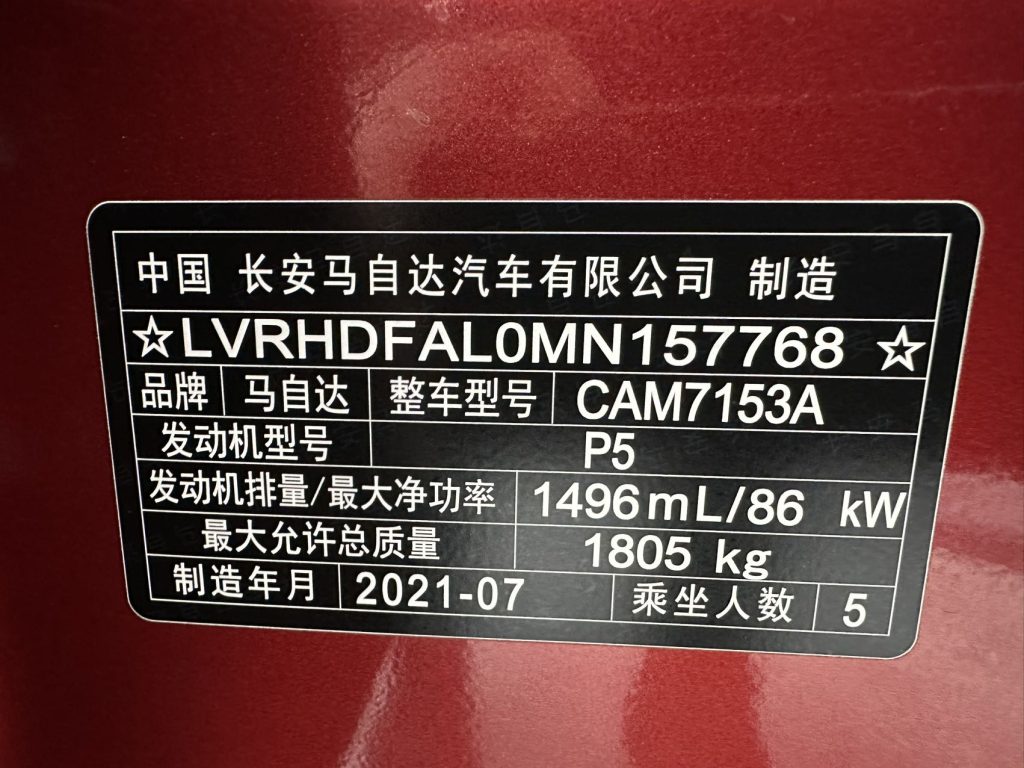 中国 长安马自达汽车有限公司 制造
☆LVRHDFAL0MN157768☆
品牌 马自达 整车型号 CAM7153A
发动机型号 P5
发动机排量/最大净功率 1496mL/86 kW
最大允许总质量 1805 kg
制造年月 2021-07 乘坐人数 5